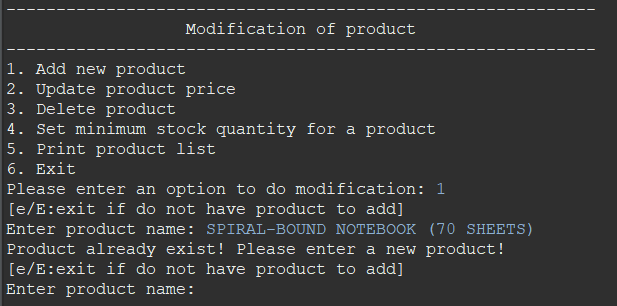 -----------------------------------------------------------
Modification of product
-----------------------------------------------------------
1. Add new product
2. Update product price
3. Delete product
4. Set minimum stock quantity for a product
5. Print product list
6. Exit
Please enter an option to do modification: 1
[e/E:exit if do not have product to add]
Enter product name: SPIRAL-BOUND NOTEBOOK (70 SHEETS)
Product already exist! Please enter a new product!
[e/E:exit if do not have product to add]
Enter product name: